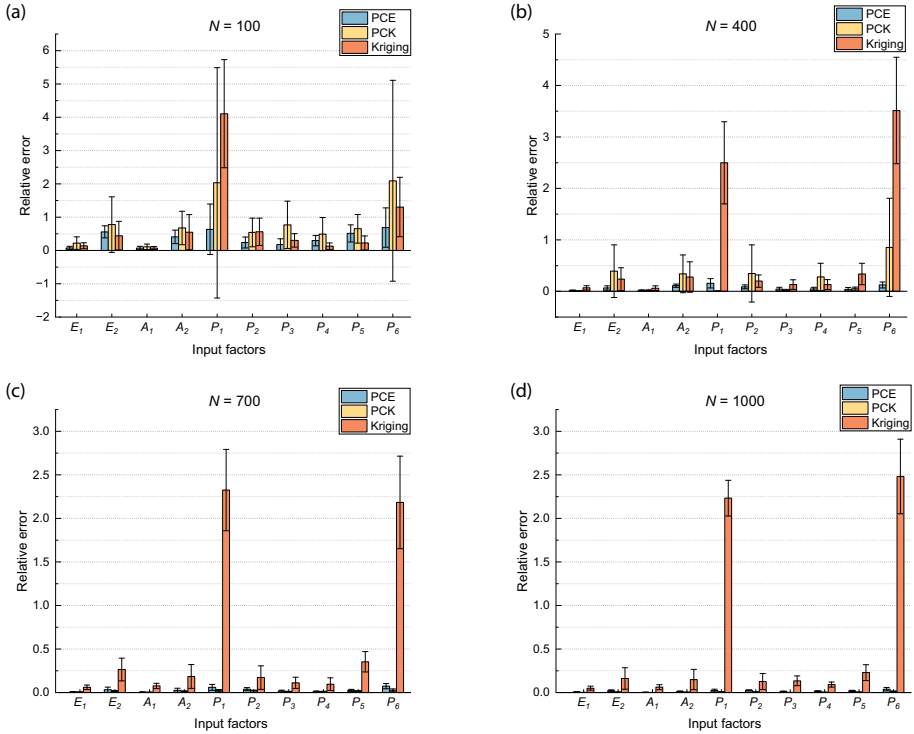 (a)
N = 100
PCE
PCK
Kriging
Relative error
6
5
4
3
2
1
0
−1
−2
E1 E2 A1 A2 P1 P2 P3 P4 P5 P6
Input factors
(b)
N = 400
PCE
PCK
Kriging
Relative error
5
4
3
2
1
0
E1 E2 A1 A2 P1 P2 P3 P4 P5 P6
Input factors
(c)
N = 700
PCE
PCK
Kriging
Relative error
3.0
2.5
2.0
1.5
1.0
0.5
0.0
E1 E2 A1 A2 P1 P2 P3 P4 P5 P6
Input factors
(d)
N = 1000
PCE
PCK
Kriging
Relative error
3.0
2.5
2.0
1.5
1.0
0.5
0.0
E1 E2 A1 A2 P1 P2 P3 P4 P5 P6
Input factors